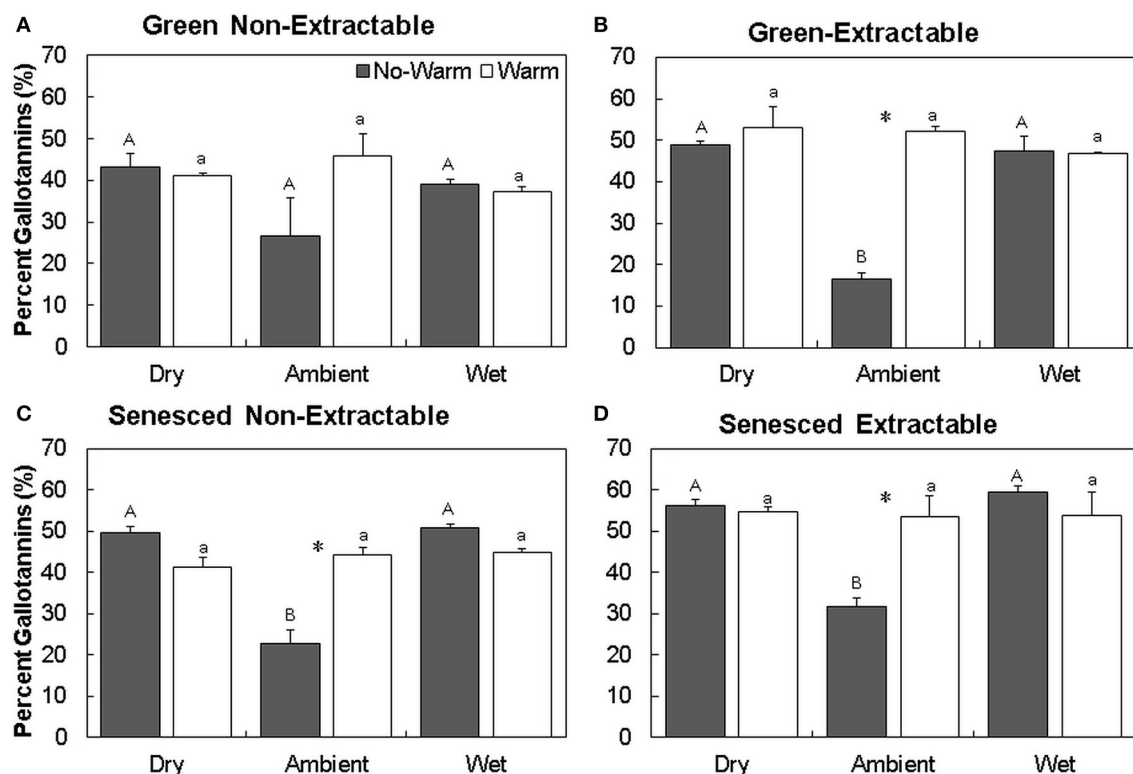 A Green Non-Extractable
Percent Gallotannins (%)
70
60
50
40
30
20
10
0
No-Warm Warm
A a A a A a
Dry Ambient Wet
B Green-Extractable
70
60
50
40
30
20
10
0
A a B * a A a
Dry Ambient Wet
C Senesced Non-Extractable
Percent Gallotannins (%)
70
60
50
40
30
20
10
0
A a B * a A a
Dry Ambient Wet
D Senesced Extractable
70
60
50
40
30
20
10
0
A a B * a A a
Dry Ambient Wet